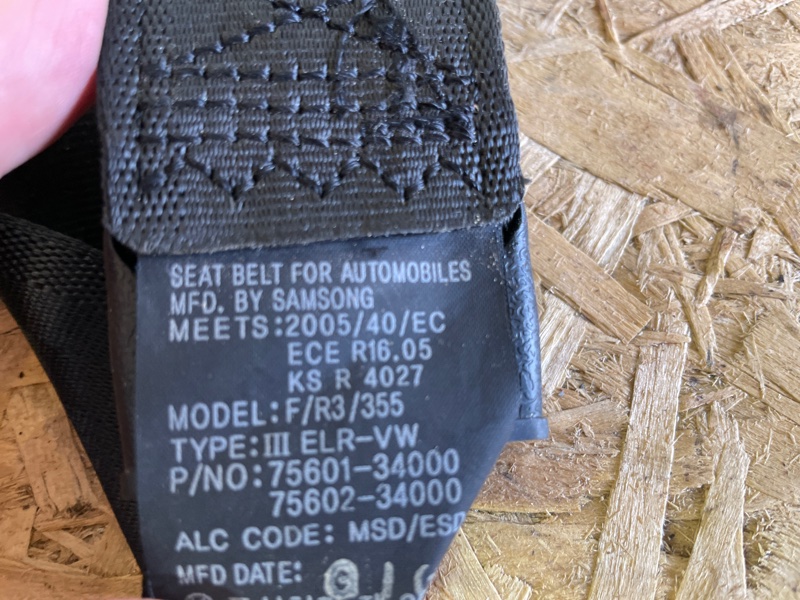 SEAT BELT FOR AUTOMOBILES
MFD. BY SAMSONG
MEETS:2005/40/EC
ECE R16.05
KS R 4027
MODEL:F/R3/355
TYPE:III ELR-VW
P/NO:75601-34000
75602-34000
ALC CODE: MSD/ESD
MFD DATE: